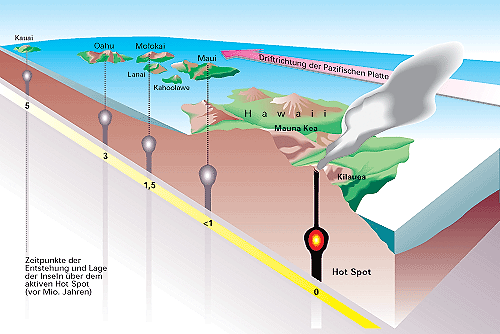 Kauai
Oahu
Molokai
Lanai
Kahoolawe
Maui
Driftrichtung der Pazifischen Platte
Hawaii
Mauna Kea
Kilauea
Hot Spot
5
3
1,5
<1
0
Zeitpunkte der
Entstehung und Lage
der Inseln über dem
aktiven Hot Spot
(vor Mio. Jahren)